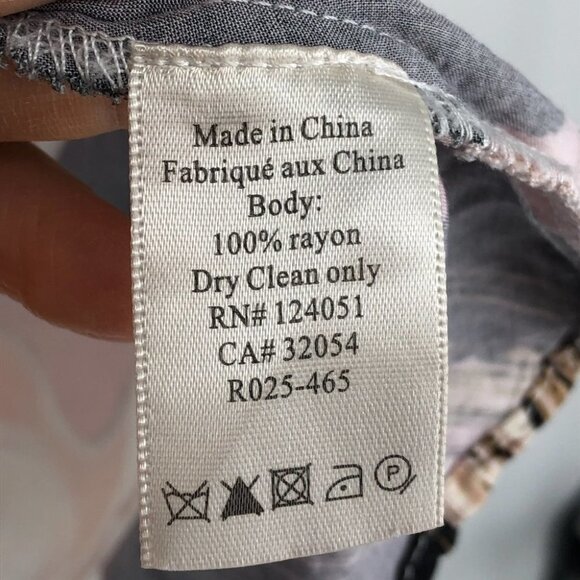 Made in China
Fabriqué aux China
Body:
100% rayon
Dry Clean only
RN# 124051
CA# 32054
R025-465
P